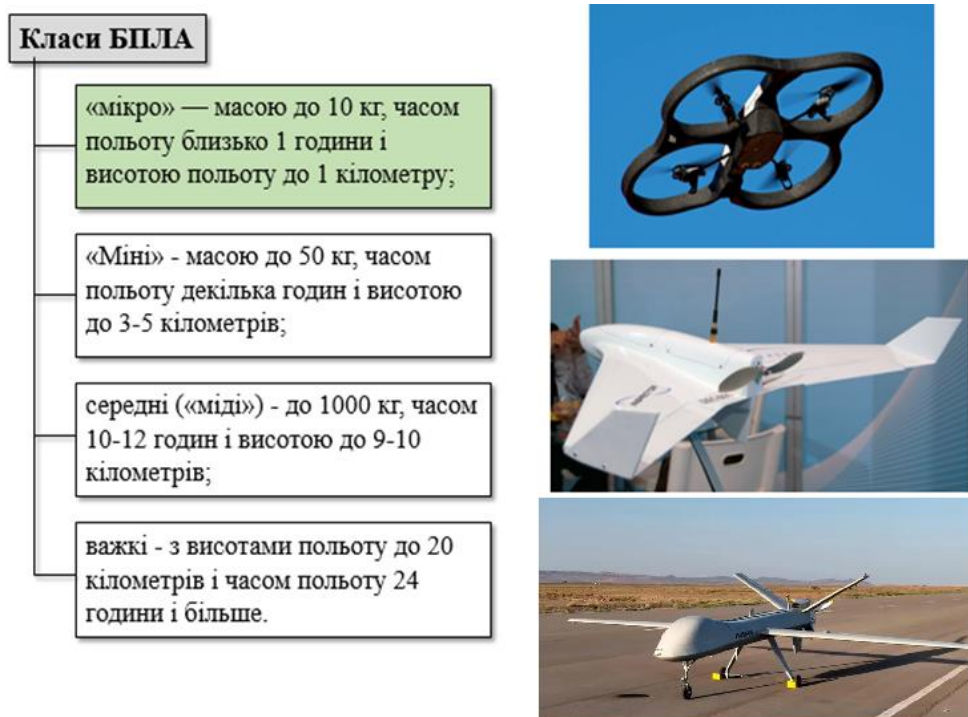 Класи БПЛА
«мікро» — масою до 10 кг, часом
польоту близько 1 години і
висотою польоту до 1 кілометру;
«Міні» - масою до 50 кг, часом
польоту декілька годин і висотою
до 3-5 кілометрів;
середні («міді») - до 1000 кг, часом
10-12 годин і висотою до 9-10
кілометрів;
важкі - з висотами польоту до 20
кілометрів і часом польоту 24
години і більше.